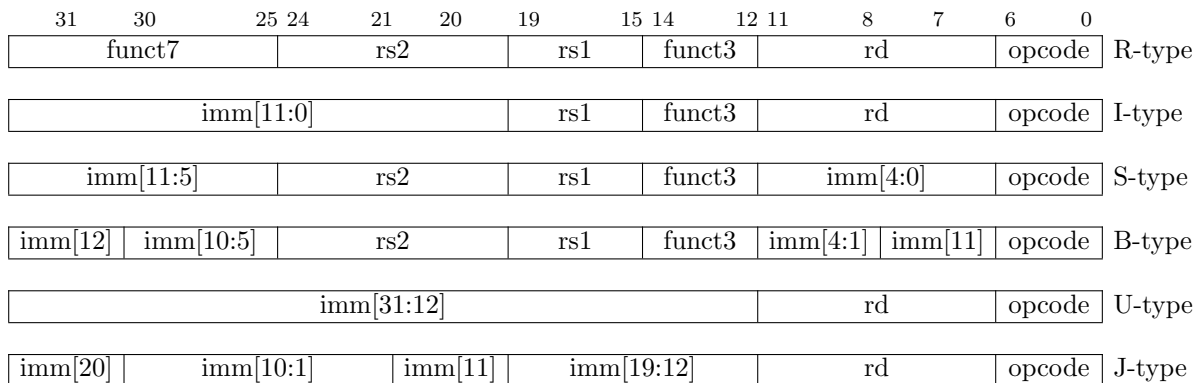 31 30 25 24 21 20 19 15 14 12 11 8 7 6 0
funct7 rs2 rs1 funct3 rd opcode R-type
imm[11:0] rs1 funct3 rd opcode I-type
imm[11:5] rs2 rs1 funct3 imm[4:0] opcode S-type
imm[12] imm[10:5] rs2 rs1 funct3 imm[4:1] imm[11] opcode B-type
imm[31:12] rd opcode U-type
imm[20] imm[10:1] imm[11] imm[19:12] rd opcode J-type